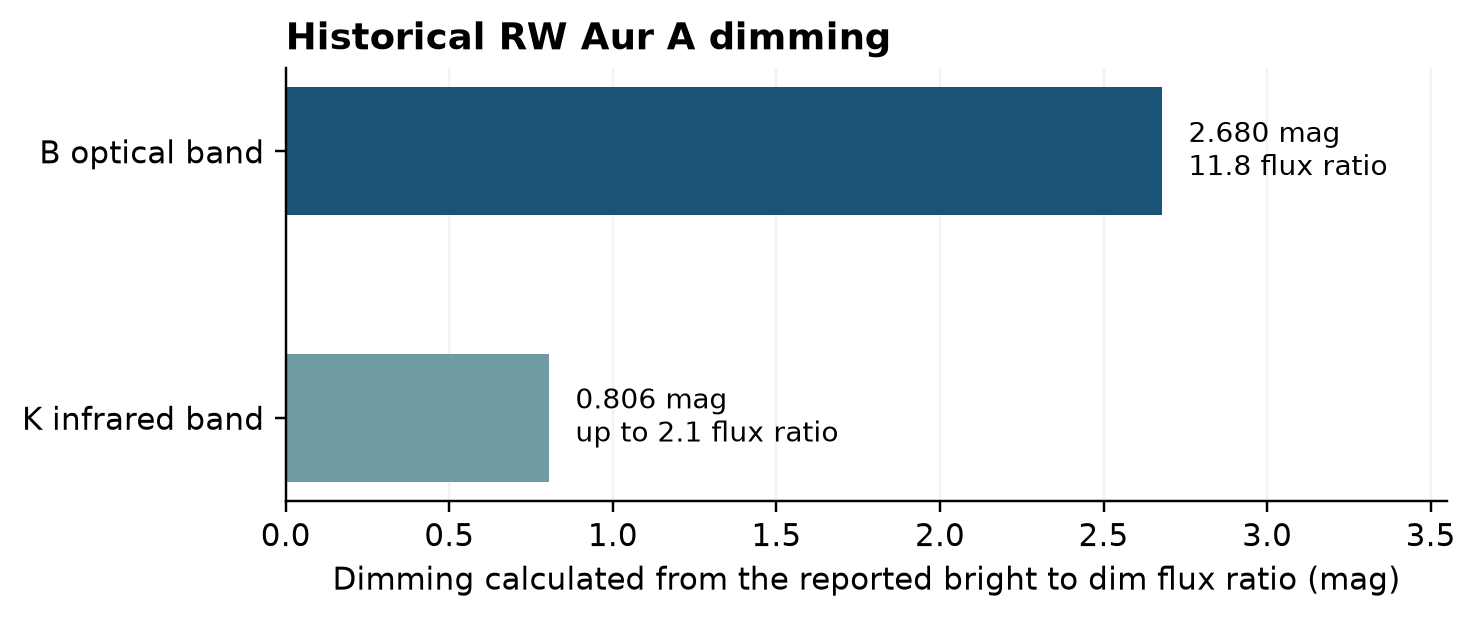 Historical RW Aur A dimming
B optical band
2.680 mag
11.8 flux ratio
K infrared band
0.806 mag
up to 2.1 flux ratio
0.0 0.5 1.0 1.5 2.0 2.5 3.0 3.5
Dimming calculated from the reported bright to dim flux ratio (mag)